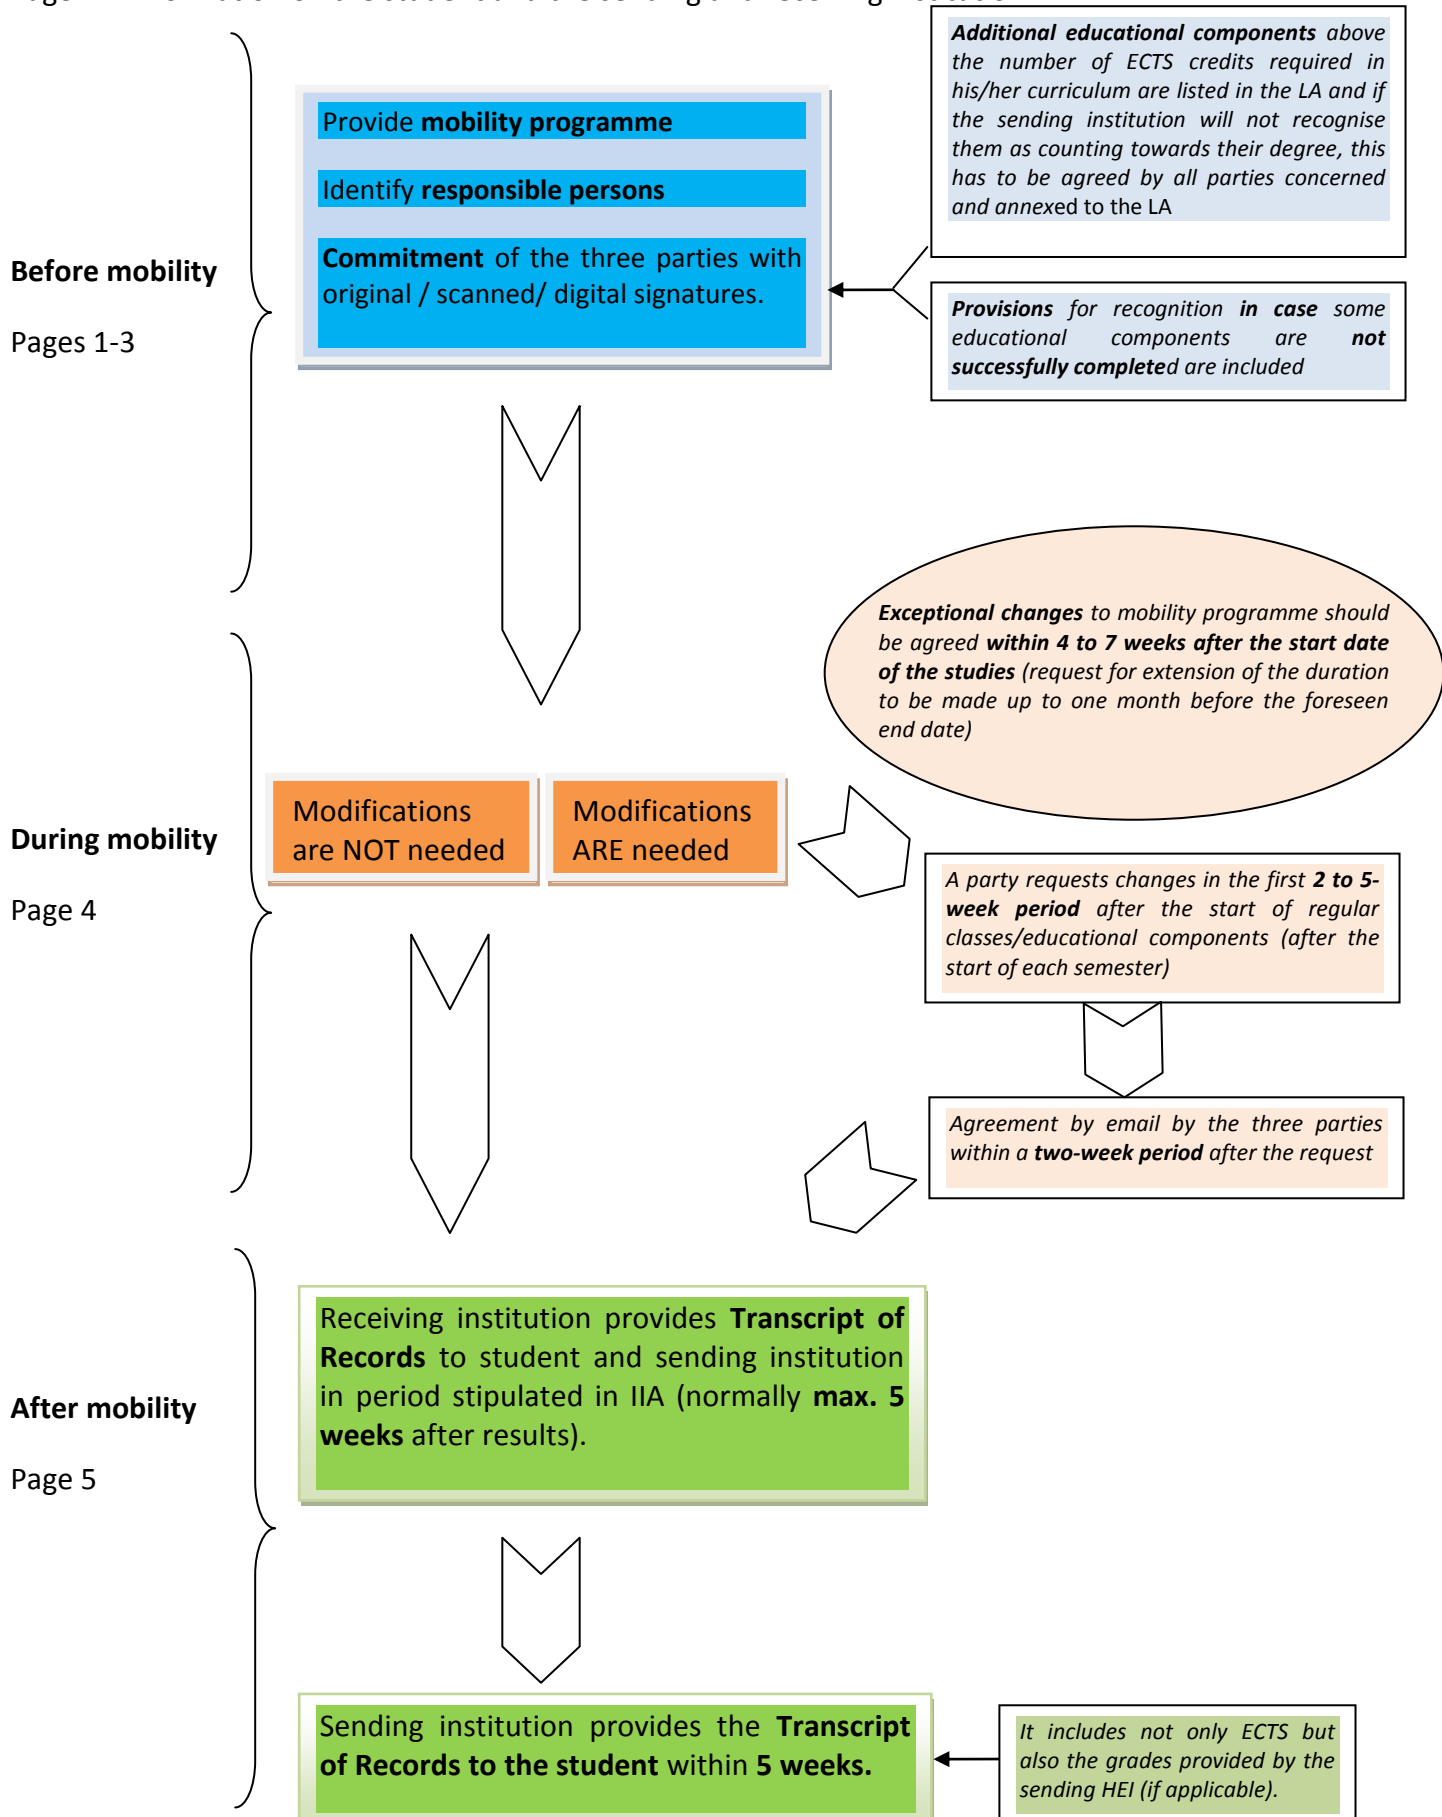 Before mobility
Pages 1-3
Provide mobility programme
Identify responsible persons
Commitment of the three parties with
original / scanned/ digital signatures.
Additional educational components above
the number of ECTS credits required in
his/her curriculum are listed in the LA and if
the sending institution will not recognise
them as counting towards their degree, this
has to be agreed by all parties concerned
and annexed to the LA
Provisions for recognition in case some
educational components are not
successfully completed are included
Exceptional changes to mobility programme should
be agreed within 4 to 7 weeks after the start date
of the studies (request for extension of the duration
to be made up to one month before the foreseen
end date)
During mobility
Page 4
Modifications
are NOT needed
Modifications
ARE needed
A party requests changes in the first 2 to 5-
week period after the start of regular
classes/educational components (after the
start of each semester)
Agreement by email by the three parties
within a two-week period after the request
After mobility
Page 5
Receiving institution provides Transcript of
Records to student and sending institution
in period stipulated in IIA (normally max. 5
weeks after results).
Sending institution provides the Transcript
of Records to the student within 5 weeks.
It includes not only ECTS but
also the grades provided by the
sending HEI (if applicable).